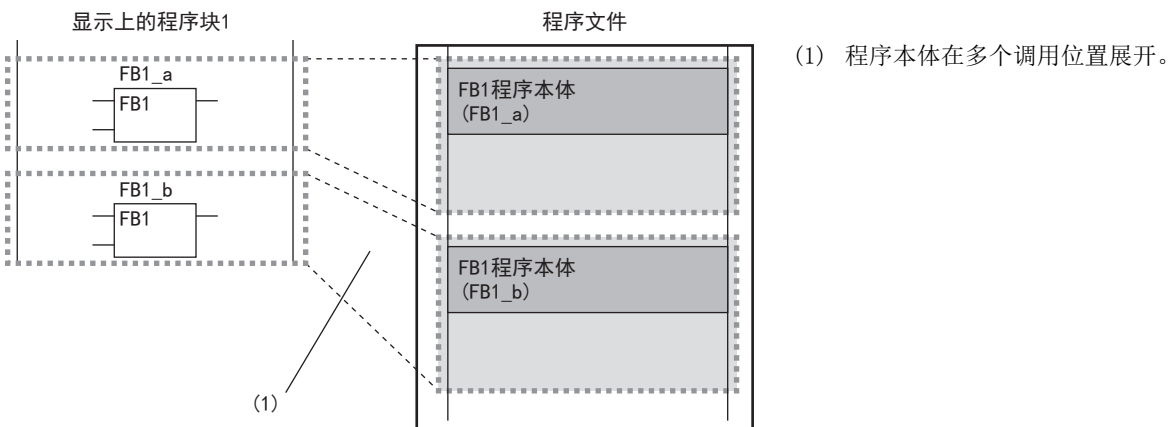 显示上的程序块1
FB1_a
FB1
FB1_b
FB1
(1)
程序文件
FB1程序本体
(FB1_a)
FB1程序本体
(FB1_b)
(1) 程序本体在多个调用位置展开。